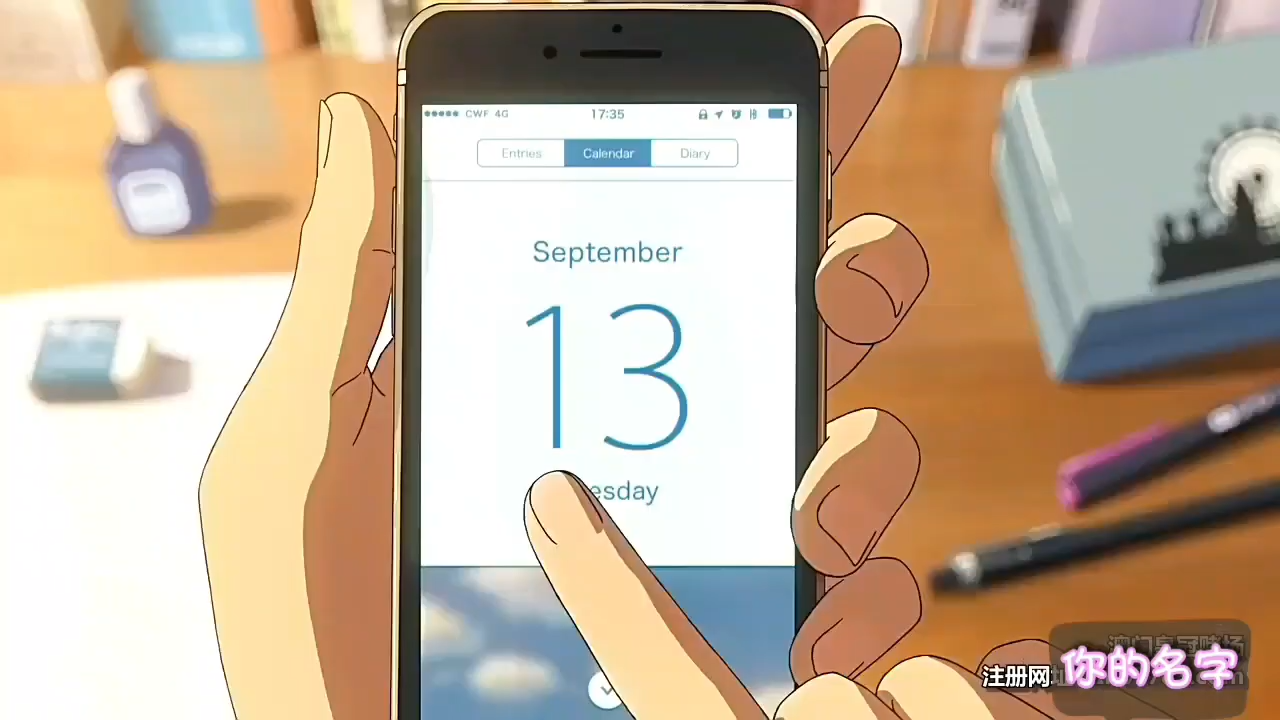 CWF 4G 17:35
Entries Calendar Diary
September
13
esday
你的名字
注册网